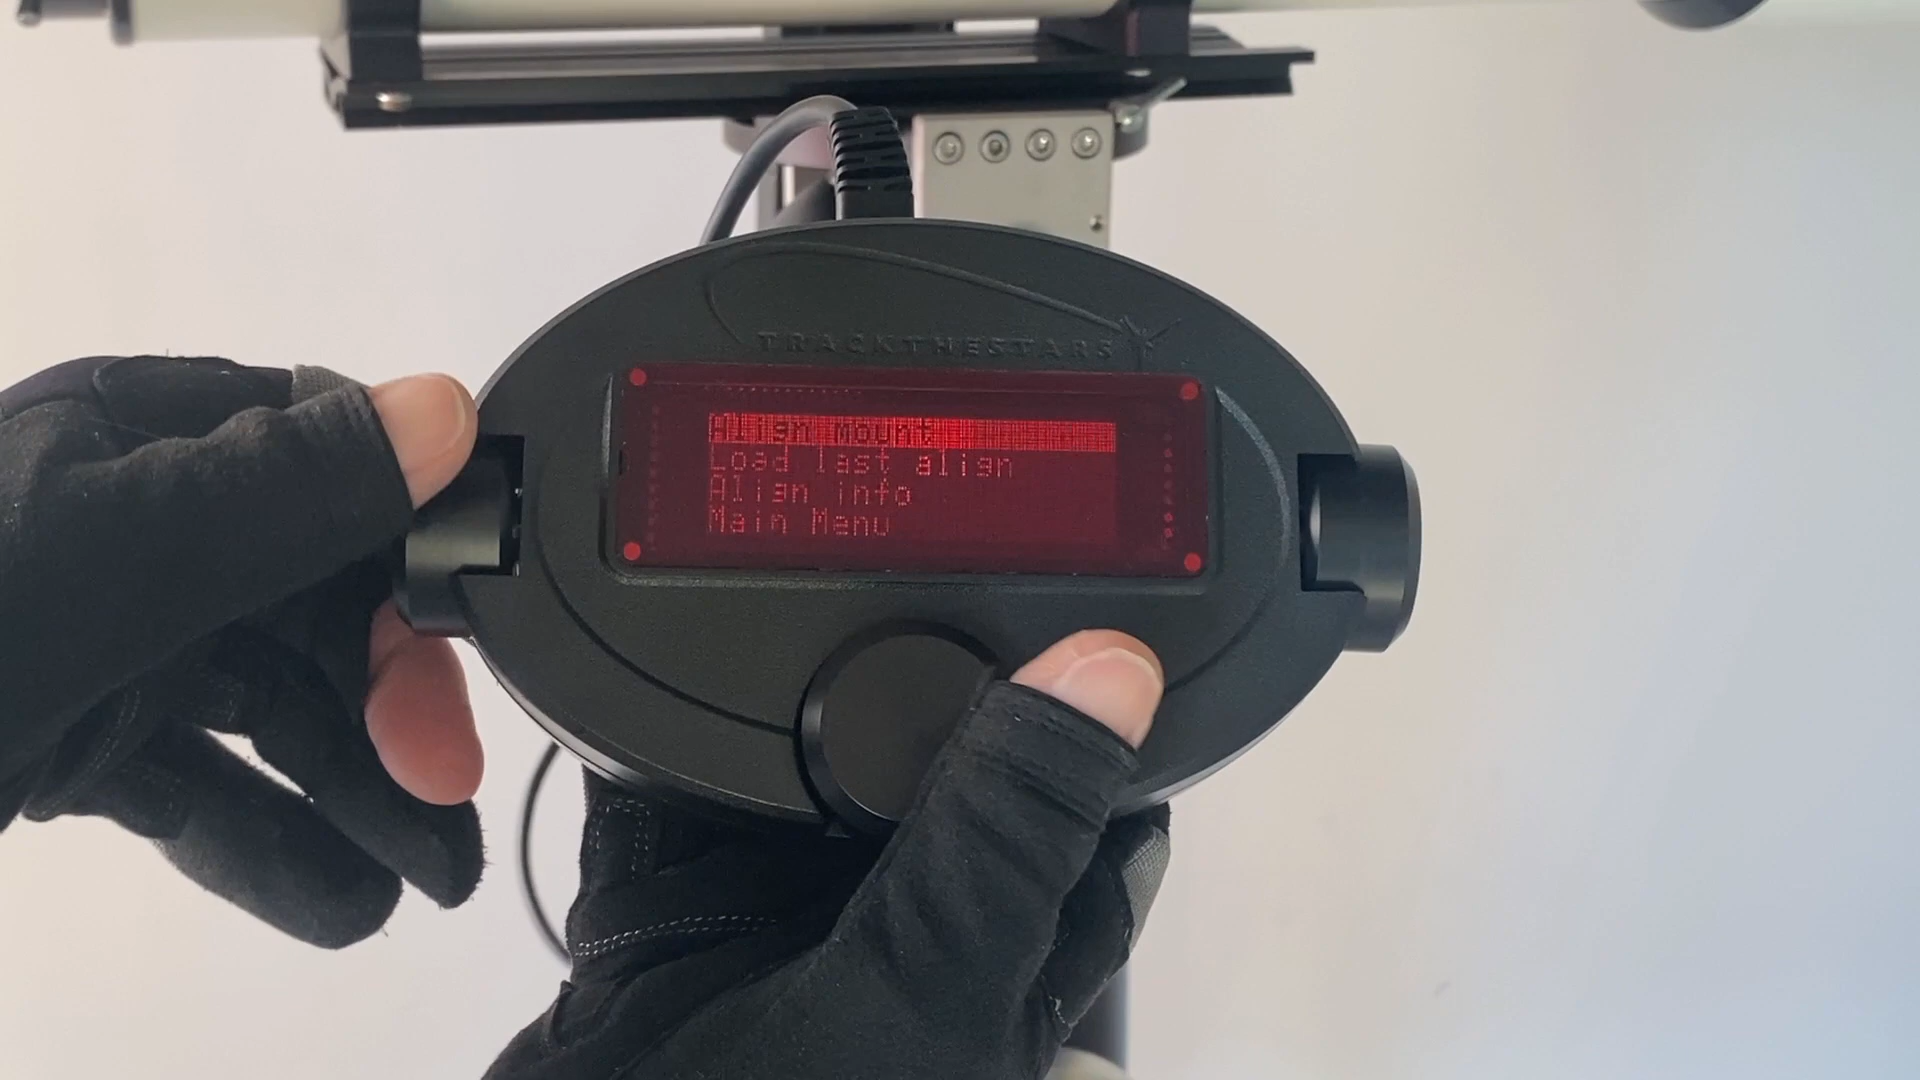 TRACKTHESTARS
Align mount
Load last align
Align info
Main Menu